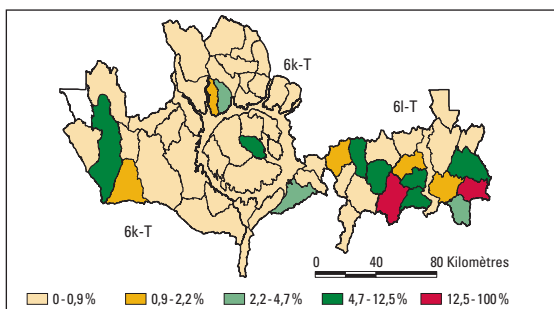 6k-T
6l-T
6k-T
0 40 80 Kilomètres
0 - 0,9 % 0,9 - 2,2 % 2,2 - 4,7 % 4,7 - 12,5 % 12,5 - 100 %